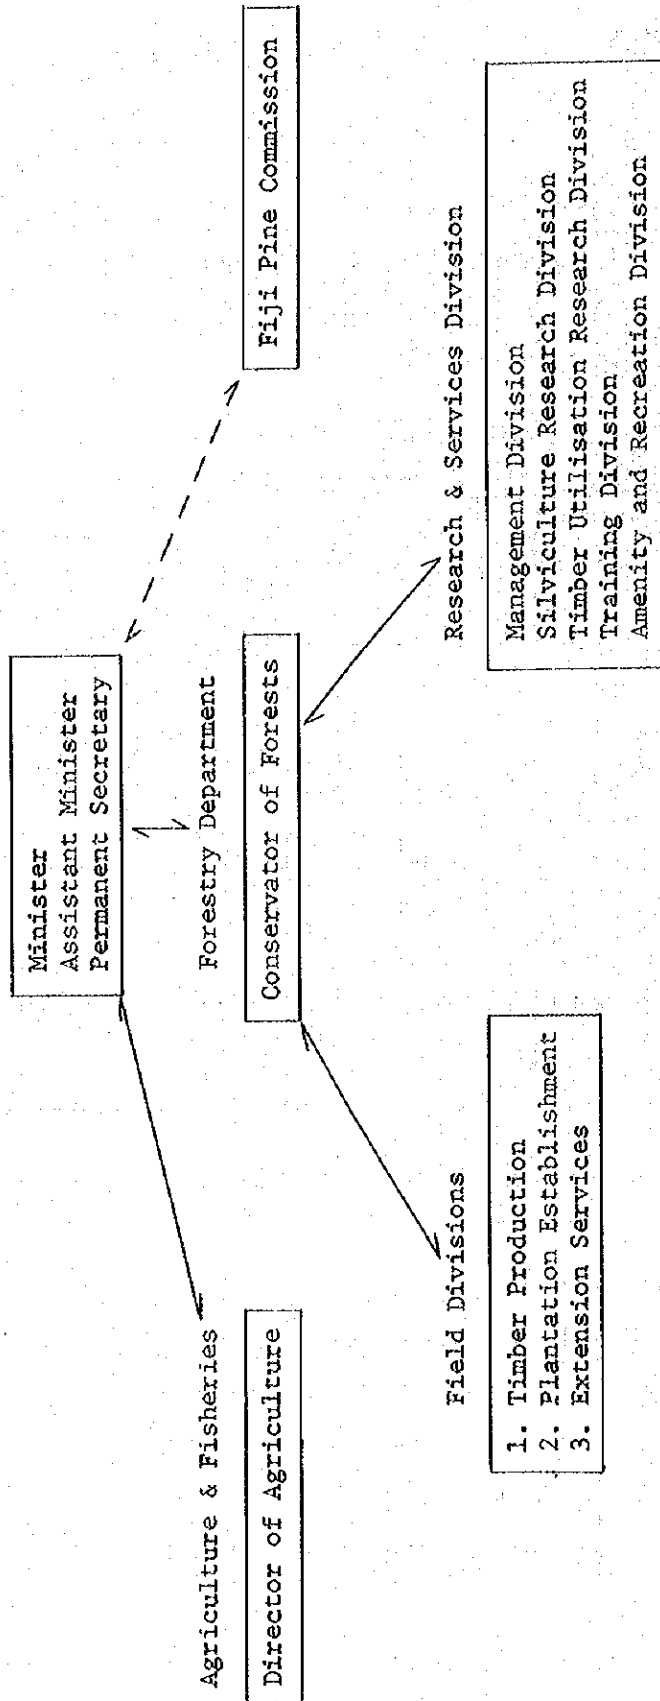 Minister
Assistant Minister
Permanent Secretary
Agriculture & Fisheries
Director of Agriculture
Forestry Department
Conservator of Forests
Fiji Pine Commission
Field Divisions
1. Timber Production
2. Plantation Establishment
3. Extension Services
Research & Services Division
Management Division
Silviculture Research Division
Timber Utilisation Research Division
Training Division
Amenity and Recreation Division